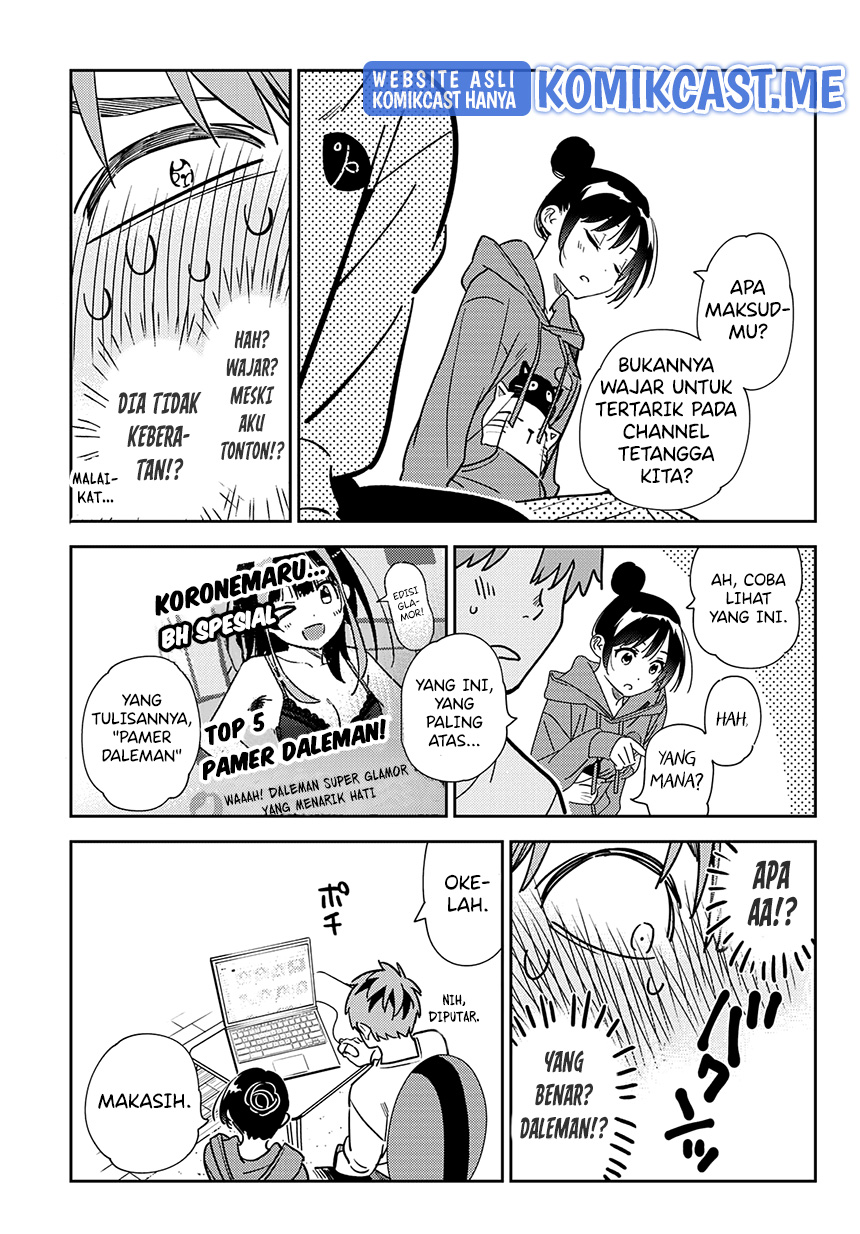 WEBSITE ASLI
KOMIKCAST HANYA
KOMIKCAST.ME
APA
MAKSUD-
MU?
BUKANNYA
WAJAR UNTUK
TERTARIK PADA
CHANNEL
TETANGGA
KITA?
HAH?
WAJAR?
MESKI
AKU
TONTON!?
DIA TIDAK
KEBERA-
TAN!?
MALAI-
KAT...
AH, COBA
LIHAT
YANG INI.
HAH,
YANG
MANA?
YANG INI,
YANG
PALING
ATAS...
EDISI
GLA-
MOR!
KORONEMARU...
BH SPESIAL
TOP 5
PAMER DALEMAN!
WAAAH! DALEMAN SUPER GLAMOR
YANG MENARIK HATI
YANG
TULISANNYA,
"PAMER
DALEMAN"
APA
AA!?
YANG
BENAR?
DALEMAN!?
グッ
OKE-
LAH.
ポチ
NIH,
DIPUTAR.
MAKASIH.